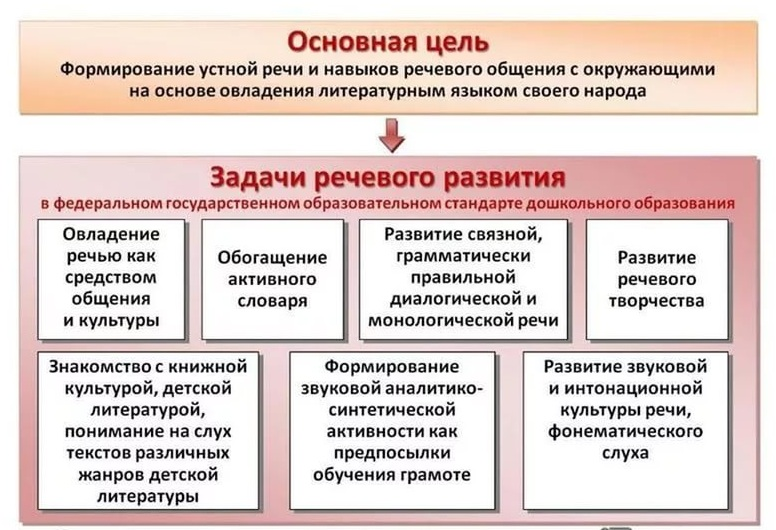 Основная цель
Формирование устной речи и навыков речевого общения с окружающими
на основе овладения литературным языком своего народа
Задачи речевого развития
в федеральном государственном образовательном стандарте дошкольного образования
Овладение
речью как
средством
общения
и культуры
Обогащение
активного
словаря
Развитие связной,
грамматически
правильной
диалогической и
монологической речи
Развитие
речевого
творчества
Знакомство с книжной
культурой, детской
литературой,
понимание на слух
текстов различных
жанров детской
литературы
Формирование
звуковой аналитико-
синтетической
активности как
предпосылки
обучения грамоте
Развитие звуковой
и интонационной
культуры речи,
фонематического
слуха